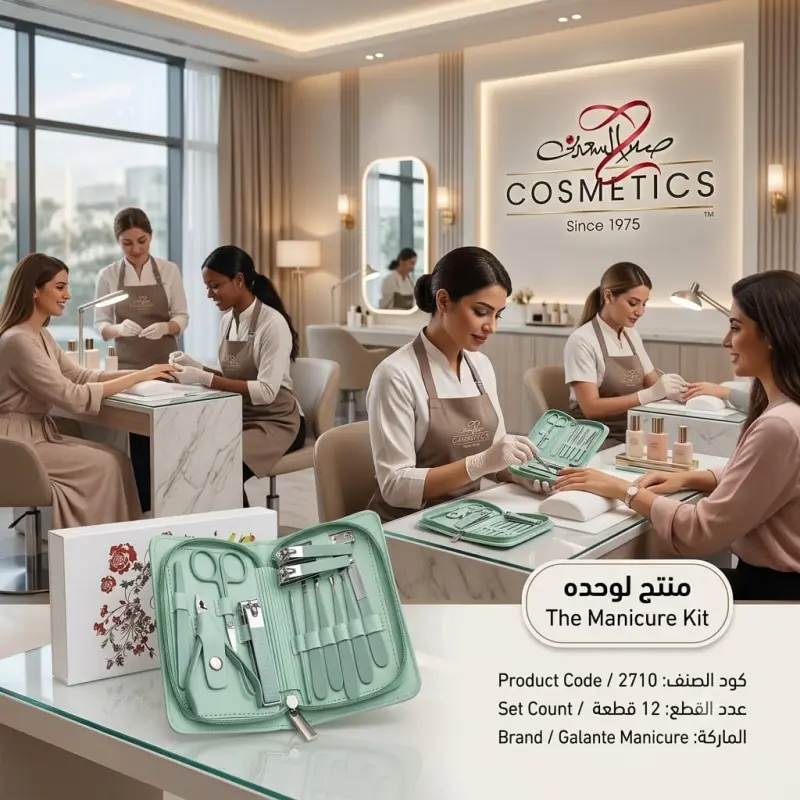 COSMETICS
Since 1975
TM
منتج لوحده
The Manicure Kit
Product Code / 2710 :كود الصنف
Set Count / عدد القطع: 12 قطعة
Brand / Galante Manicure :الماركة